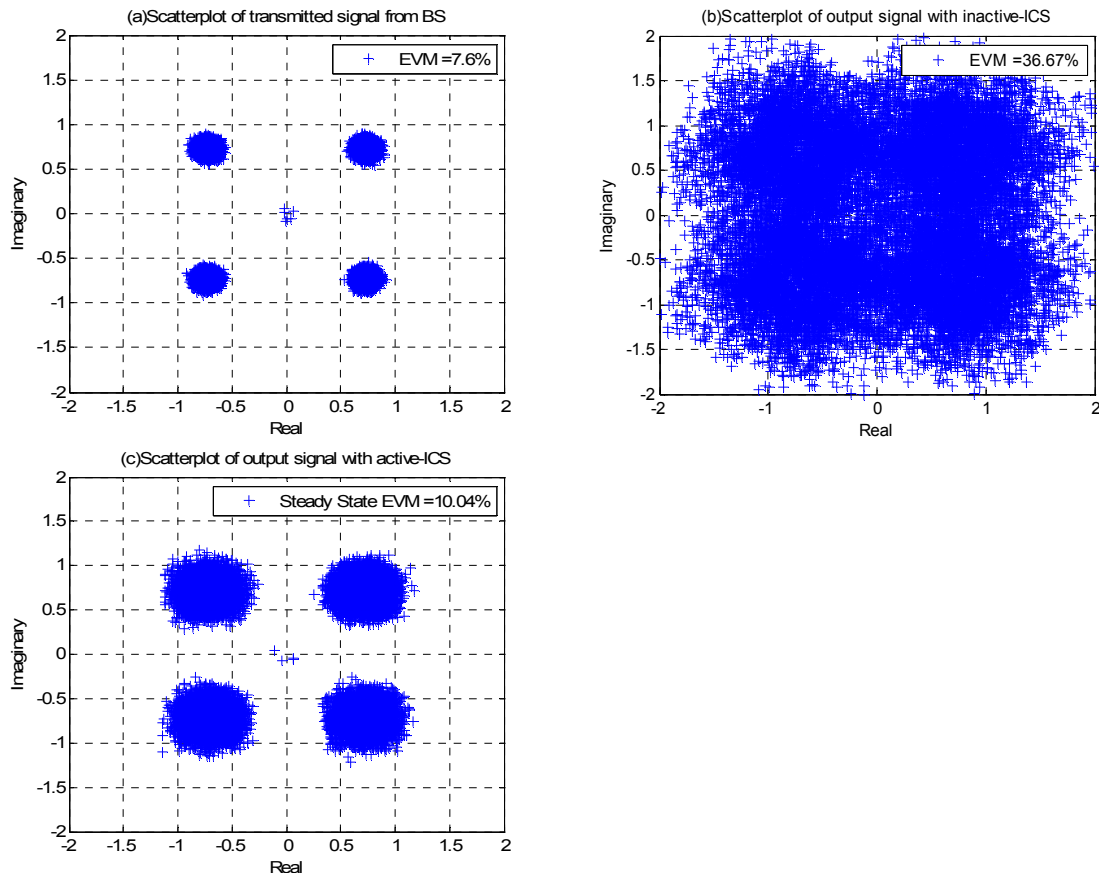 (a)Scatterplot of transmitted signal from BS
EVM =7.6%
2
1.5
1
0.5
0
-0.5
-1
-1.5
-2
Imaginary
-2 -1.5 -1 -0.5 0 0.5 1 1.5 2
Real
(b)Scatterplot of output signal with inactive-ICS
EVM =36.67%
2
1.5
1
0.5
0
-0.5
-1
-1.5
-2
Imaginary
-2 -1 0 1 2
Real
(c)Scatterplot of output signal with active-ICS
Steady State EVM =10.04%
2
1.5
1
0.5
0
-0.5
-1
-1.5
-2
Imaginary
-2 -1.5 -1 -0.5 0 0.5 1 1.5 2
Real